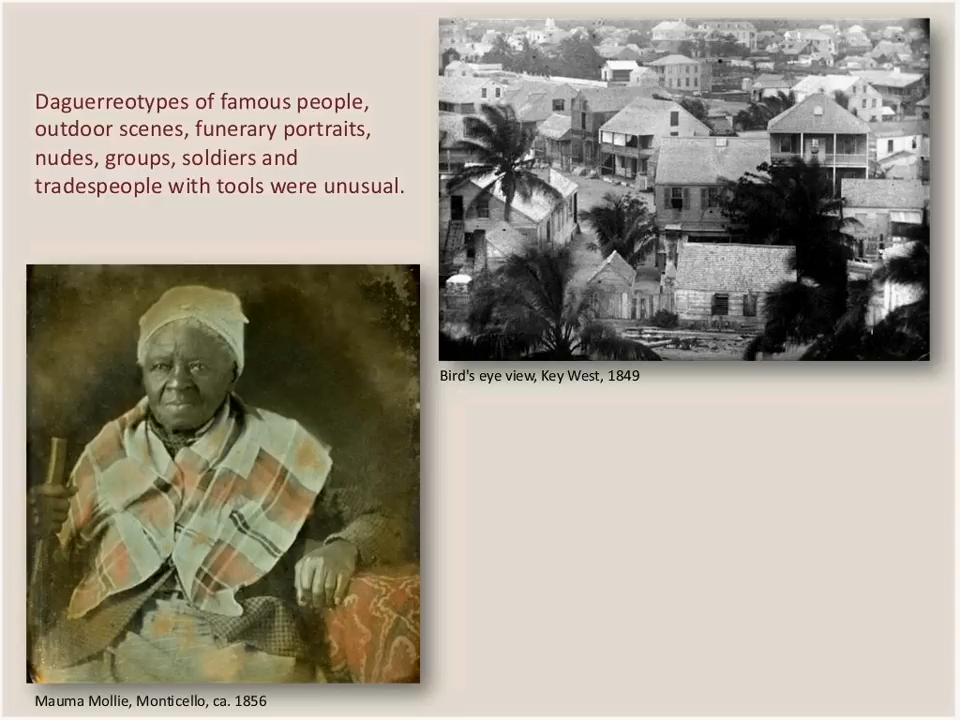 Daguerreotypes of famous people,
outdoor scenes, funerary portraits,
nudes, groups, soldiers and
tradespeople with tools were unusual.
Bird's eye view, Key West, 1849
Mauma Mollie, Monticello, ca. 1856